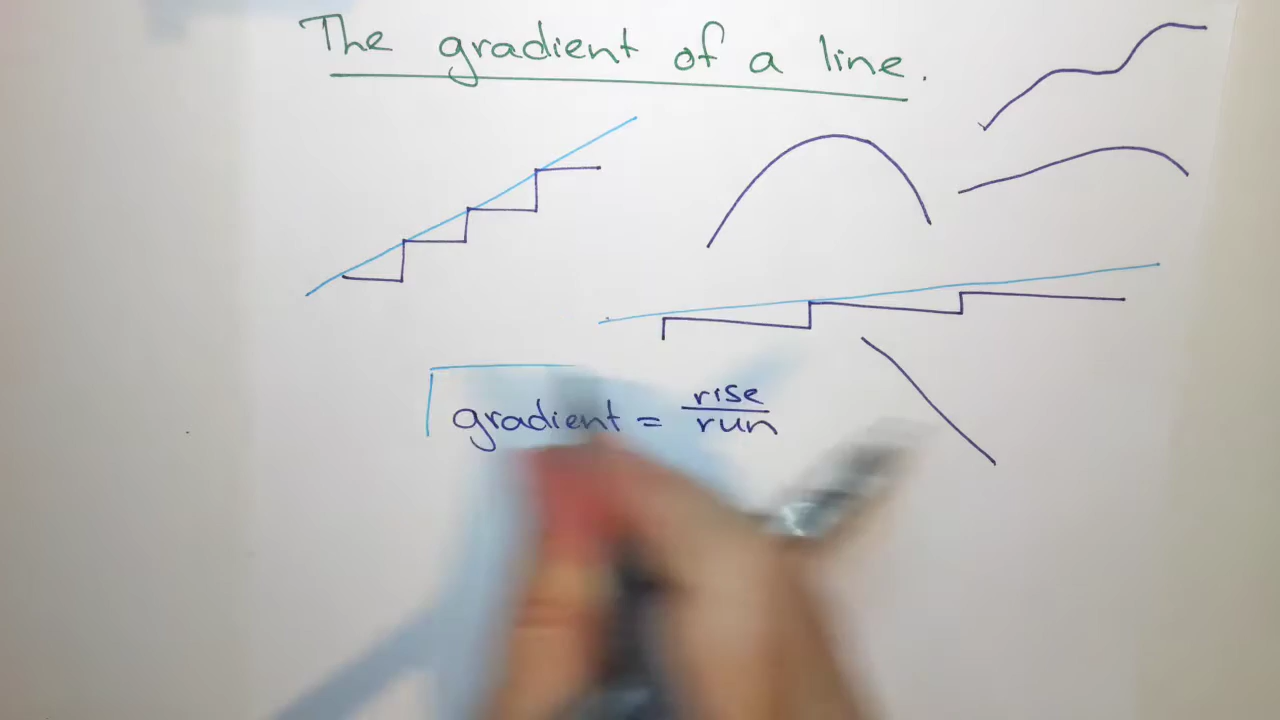 The gradient of a line.
gradient = rise
run